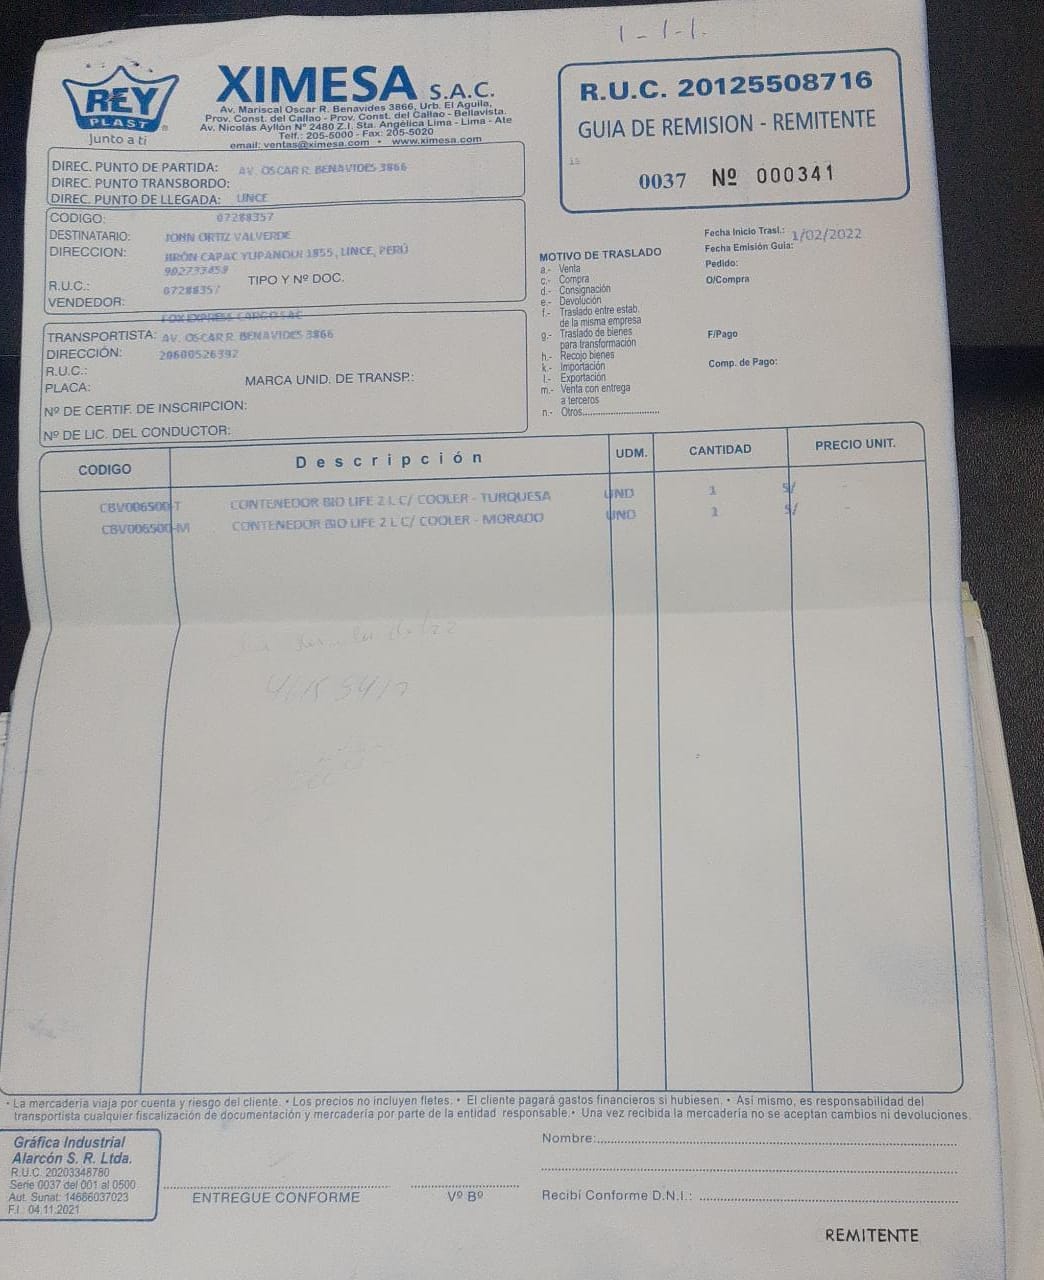 1-1-1.
REY
PLAST ®
Junto a ti
XIMESA S.A.C.
Av. Mariscal Oscar R. Benavides 3866, Urb. El Aguila,
Prov. Const. del Callao - Prov. Const. del Callao - Bellavista.
Av. Nicolás Ayllón Nº 2480 Z.I. Sta. Angélica Lima - Lima - Ate
Telf.: 205-5000 - Fax: 205-5020
email: ventas@ximesa.com • www.ximesa.com
R.U.C. 20125508716
GUIA DE REMISION - REMITENTE
0037 Nº 000341
DIREC. PUNTO DE PARTIDA: AV. OSCAR R. BENAVIDES 3866
DIREC. PUNTO TRANSBORDO:
DIREC. PUNTO DE LLEGADA: LINCE
CODIGO: 07288357
DESTINATARIO: JOHN ORTIZ VALVERDE
DIRECCION: JIRÓN CAPAC YUPANQUI 1855, LINCE, PERÚ
902733459
TIPO Y Nº DOC.
R.U.C.: 07288357
VENDEDOR:
FOX EXPRESS CARGO SAC
TRANSPORTISTA: AV. OSCAR R. BENAVIDES 3866
DIRECCIÓN: 20600526392
R.U.C.:
PLACA: MARCA UNID. DE TRANSP.:
Nº DE CERTIF. DE INSCRIPCION:
Nº DE LIC. DEL CONDUCTOR:
MOTIVO DE TRASLADO
a.- Venta
c.- Compra
d.- Consignación
e.- Devolución
f.- Traslado entre estab.
de la misma empresa
g.- Traslado de bienes
para transformación
h.- Recojo bienes
k.- Importación
l.- Exportación
m.- Venta con entrega
a terceros
n.- Otros..............................
Fecha Inicio Trasl.: 1/02/2022
Fecha Emisión Guía:
Pedido:
O/Compra
F/Pago
Comp. de Pago:
CODIGO Descripción UDM. CANTIDAD PRECIO UNIT.
CBV006500-T CONTENEDOR BIO LIFE 2 L C/ COOLER - TURQUESA UND 1 S/ -
CBV006500-M CONTENEDOR BIO LIFE 2 L C/ COOLER - MORADO UND 1 S/ -
• La mercadería viaja por cuenta y riesgo del cliente. • Los precios no incluyen fletes. • El cliente pagará gastos financieros si hubiesen. • Asi mismo, es responsabilidad del
transportista cualquier fiscalización de documentación y mercadería por parte de la entidad responsable. • Una vez recibida la mercadería no se aceptan cambios ni devoluciones.
Gráfica Industrial
Alarcón S. R. Ltda.
R.U.C. 20203348780
Serie 0037 del 001 al 0500
Aut. Sunat: 14686037023
F.I.: 04.11.2021
ENTREGUE CONFORME
Vº Bº
Nombre:
Recibí Conforme D.N.I.:
REMITENTE